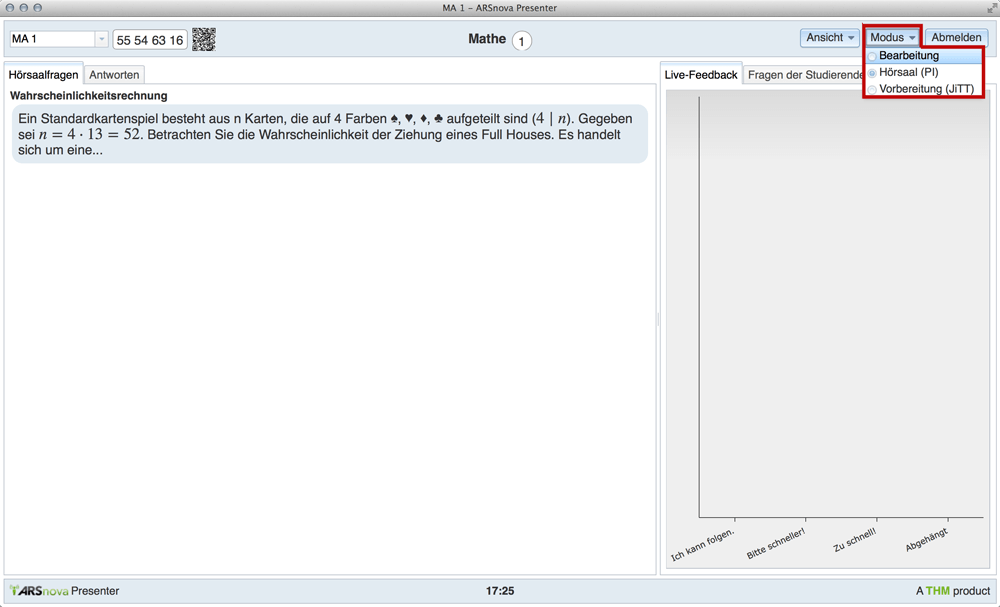 MA 1 – ARSnova Presenter
MA 1
55 54 63 16
Mathe 1
Ansicht
Modus
Abmelden
Bearbeitung
Hörsaal (PI)
Vorbereitung (JiTT)
Hörsaalfragen
Antworten
Wahrscheinlichkeitsrechnung
Ein Standardkartenspiel besteht aus n Karten, die auf 4 Farben ♠, ♥, ♦, ♣ aufgeteilt sind (4 | n). Gegeben
sei n = 4 · 13 = 52. Betrachten Sie die Wahrscheinlichkeit der Ziehung eines Full Houses. Es handelt
sich um eine...
Live-Feedback
Fragen der Studierende
Ich kann folgen.
Bitte schneller!
Zu schnell!
Abgehängt
ARSnova Presenter
17:25
A THM product